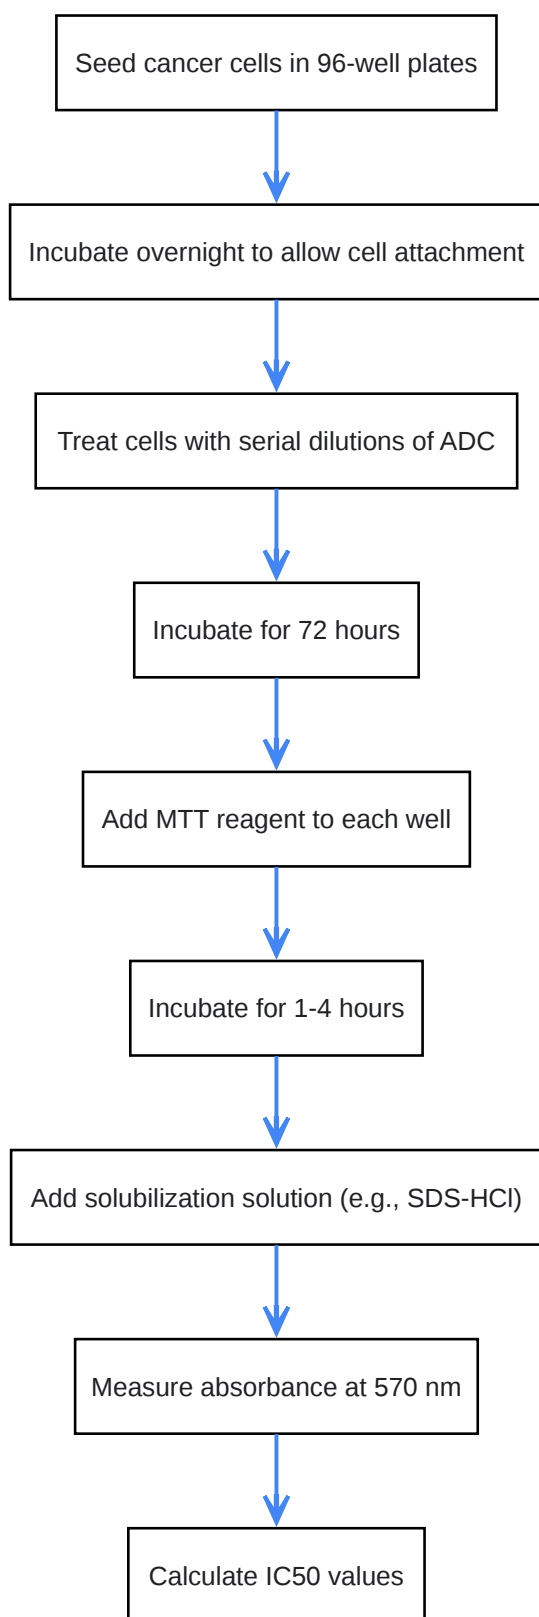 Seed cancer cells in 96-well plates
Incubate overnight to allow cell attachment
Treat cells with serial dilutions of ADC
Incubate for 72 hours
Add MTT reagent to each well
Incubate for 1-4 hours
Add solubilization solution (e.g., SDS-HCl)
Measure absorbance at 570 nm
Calculate IC50 values